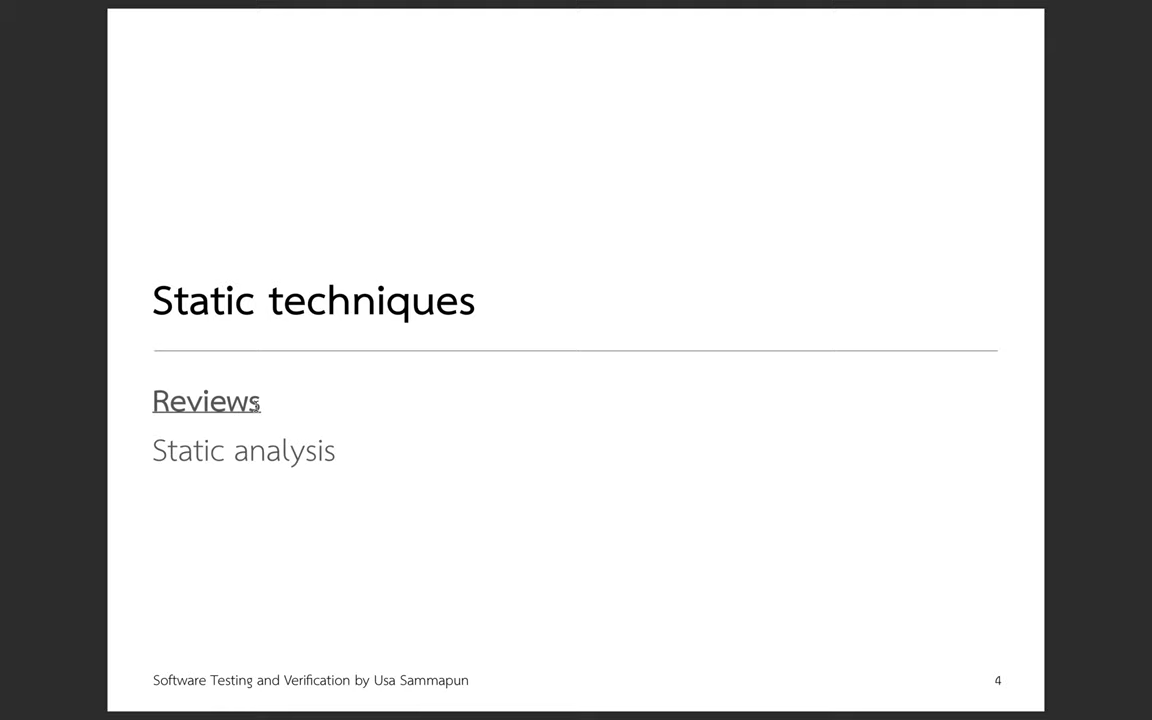 Static techniques
Reviews
Static analysis
Software Testing and Verification by Usa Sammapun
4